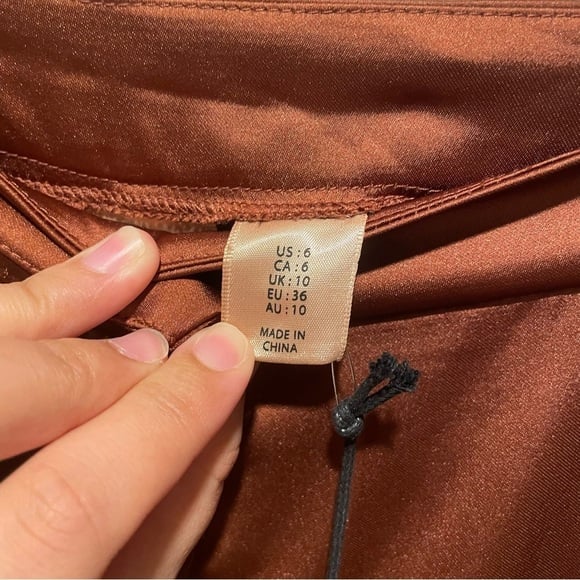 US : 6
CA : 6
UK : 10
EU : 36
AU : 10
MADE IN
CHINA